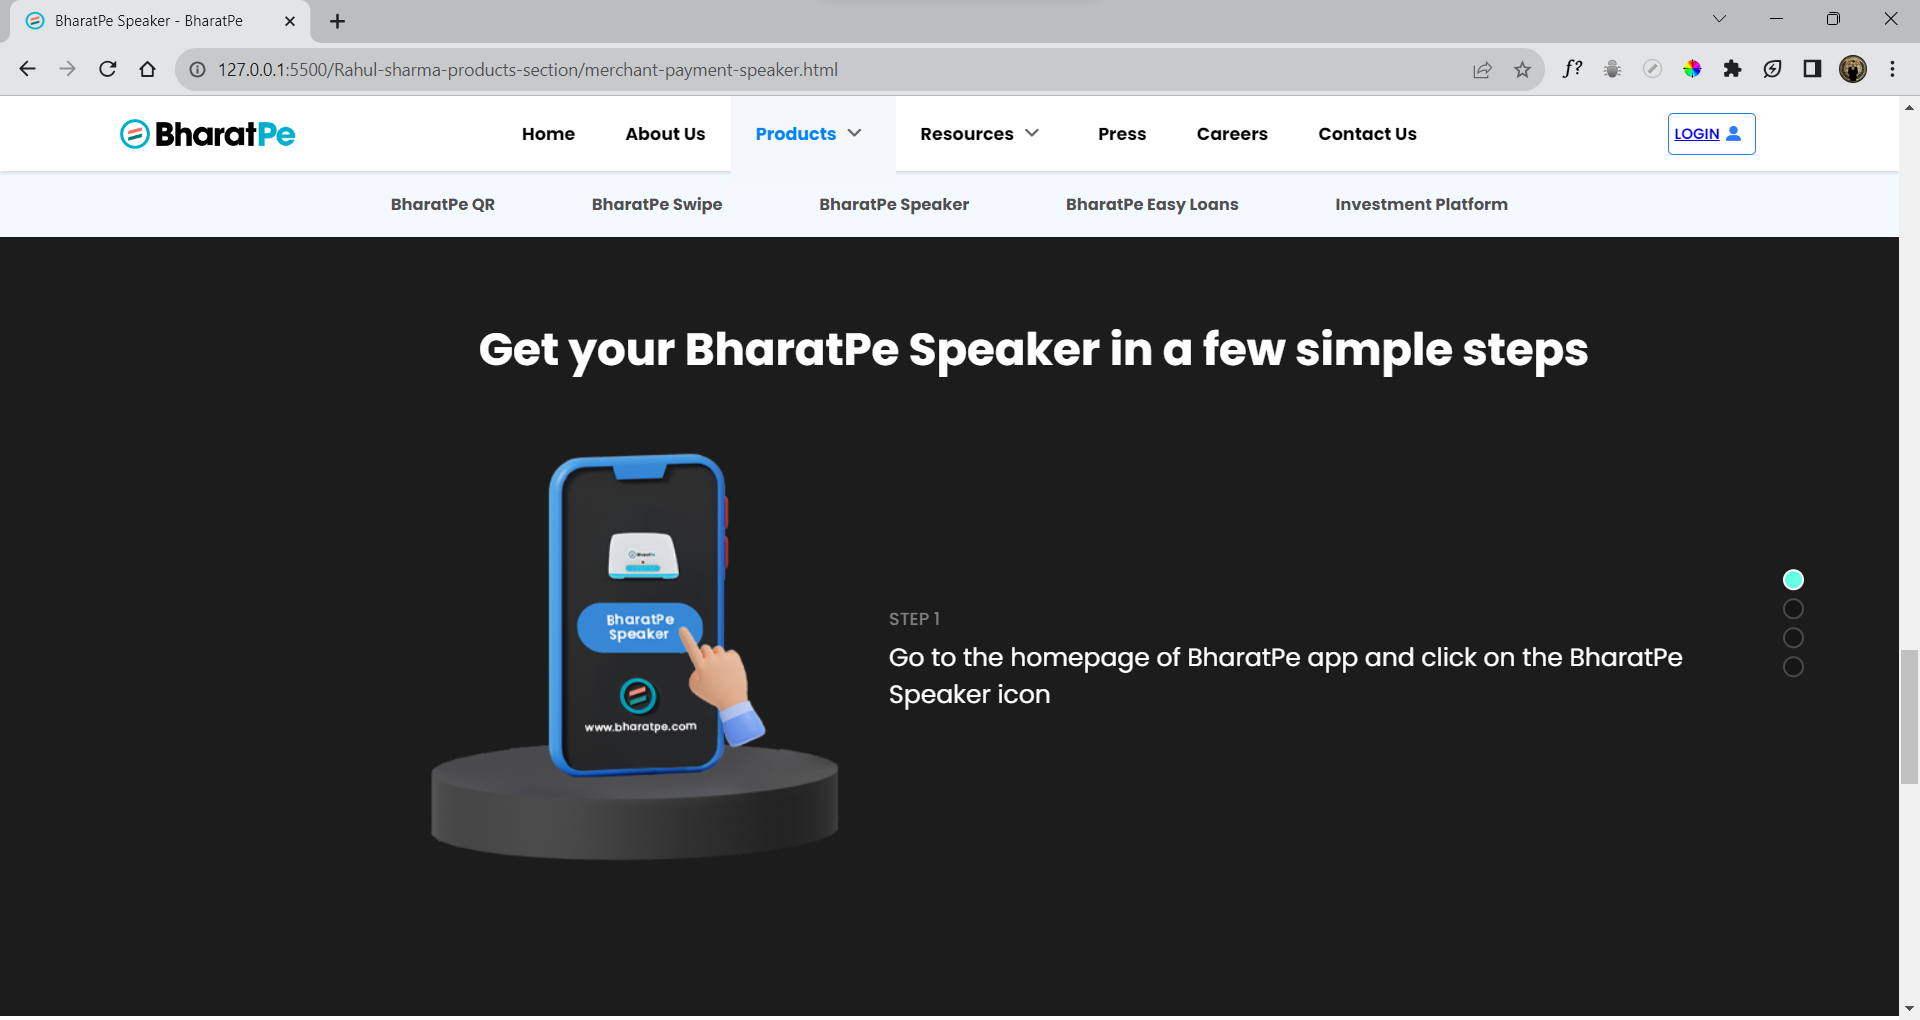 BharatPe Speaker - BharatPe
127.0.0.1:5500/Rahul-sharma-products-section/merchant-payment-speaker.html
f?
BharatPe
Home
About Us
Products
Resources
Press
Careers
Contact Us
LOGIN
BharatPe QR
BharatPe Swipe
BharatPe Speaker
BharatPe Easy Loans
Investment Platform
Get your BharatPe Speaker in a few simple steps
BharatPe
BharatPe
Speaker
www.bharatpe.com
STEP 1
Go to the homepage of BharatPe app and click on the BharatPe
Speaker icon